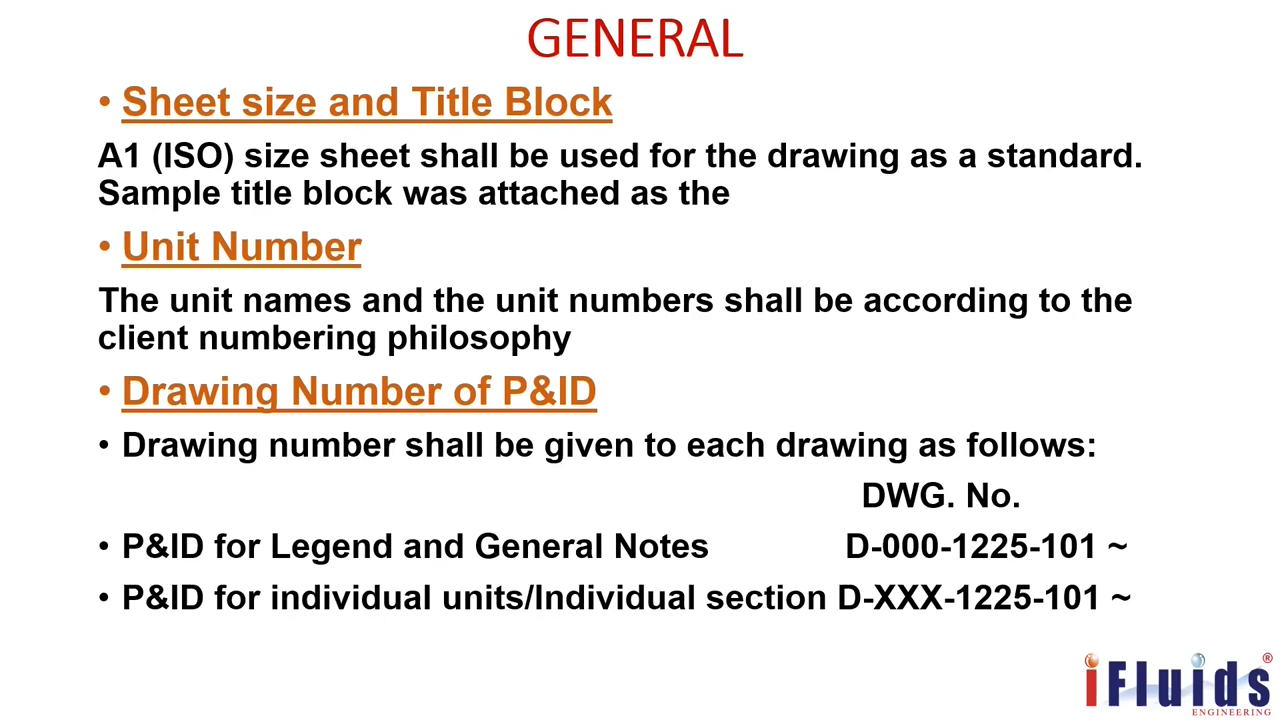 GENERAL
• Sheet size and Title Block
A1 (ISO) size sheet shall be used for the drawing as a standard.
Sample title block was attached as the
• Unit Number
The unit names and the unit numbers shall be according to the
client numbering philosophy
• Drawing Number of P&ID
• Drawing number shall be given to each drawing as follows:
DWG. No.
• P&ID for Legend and General Notes D-000-1225-101 ~
• P&ID for individual units/Individual section D-XXX-1225-101 ~
iFluids®
ENGINEERING